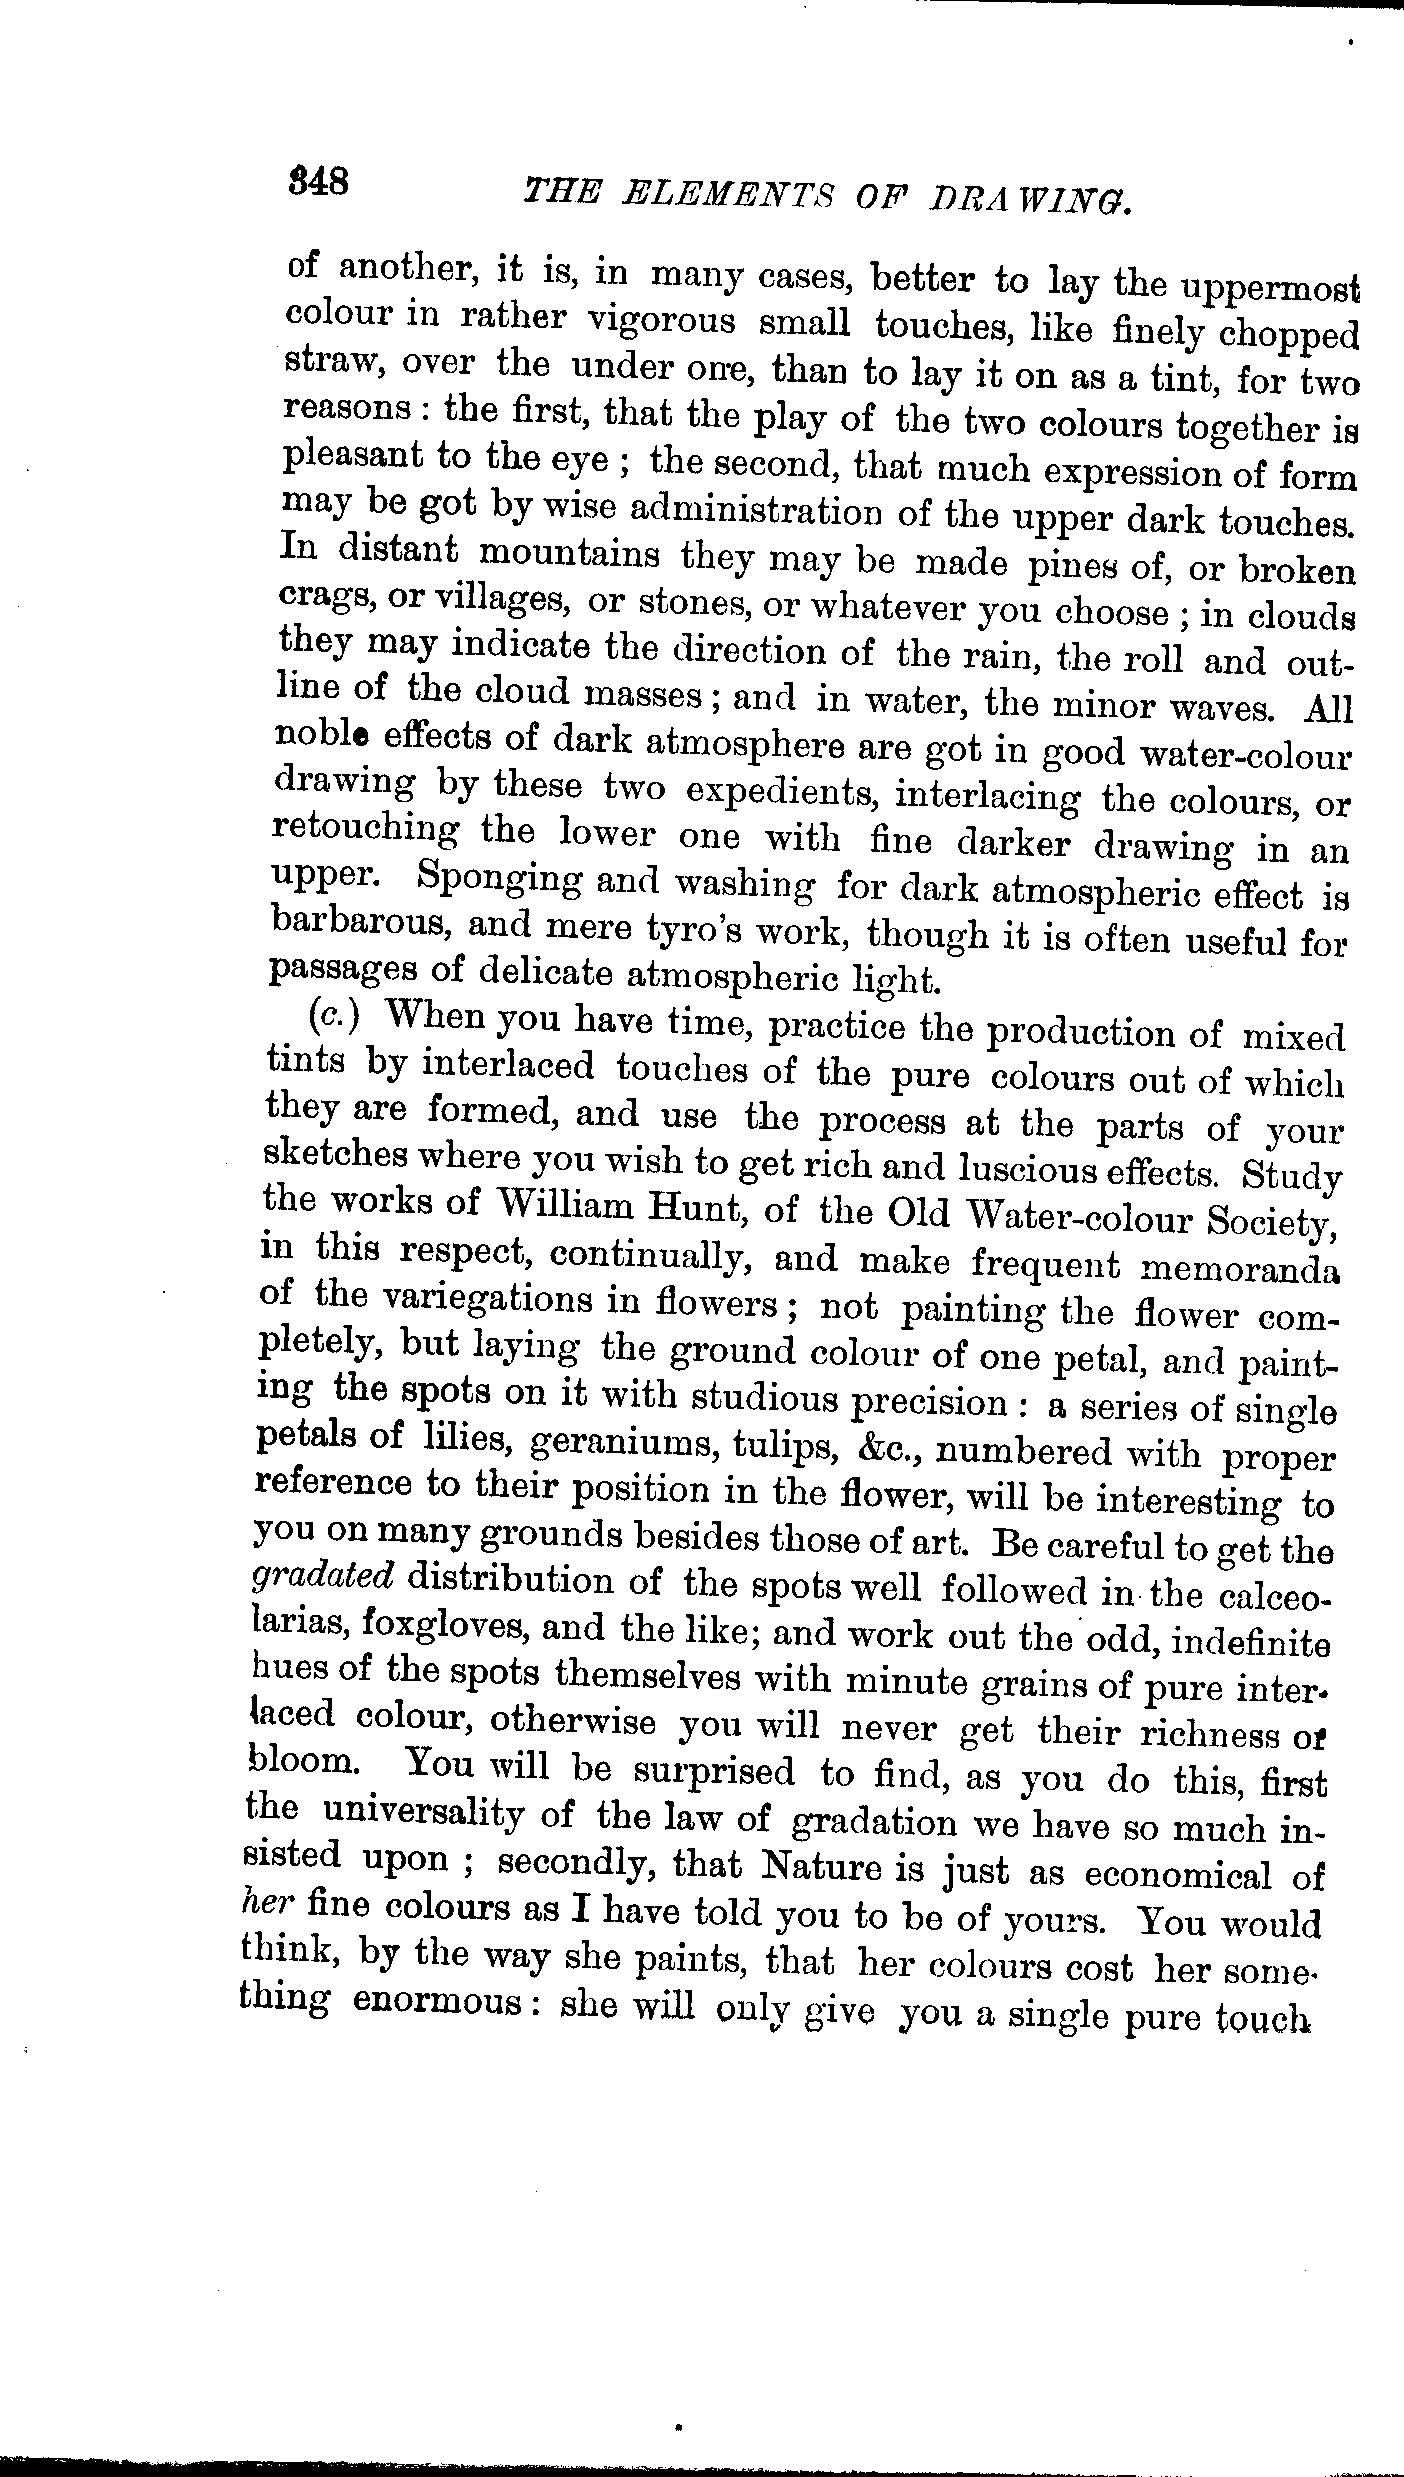 348 THE ELEMENTS OF DRAWING.
of another, it is, in many cases, better to lay the uppermost
colour in rather vigorous small touches, like finely chopped
straw, over the under one, than to lay it on as a tint, for two
reasons : the first, that the play of the two colours together is
pleasant to the eye ; the second, that much expression of form
may be got by wise administration of the upper dark touches.
In distant mountains they may be made pines of, or broken
crags, or villages, or stones, or whatever you choose ; in clouds
they may indicate the direction of the rain, the roll and out-
line of the cloud masses ; and in water, the minor waves. All
noble effects of dark atmosphere are got in good water-colour
drawing by these two expedients, interlacing the colours, or
retouching the lower one with fine darker drawing in an
upper. Sponging and washing for dark atmospheric effect is
barbarous, and mere tyro's work, though it is often useful for
passages of delicate atmospheric light.
(c.) When you have time, practice the production of mixed
tints by interlaced touches of the pure colours out of which
they are formed, and use the process at the parts of your
sketches where you wish to get rich and luscious effects. Study
the works of William Hunt, of the Old Water-colour Society,
in this respect, continually, and make frequent memoranda
of the variegations in flowers ; not painting the flower com-
pletely, but laying the ground colour of one petal, and paint-
ing the spots on it with studious precision : a series of single
petals of lilies, geraniums, tulips, &c., numbered with proper
reference to their position in the flower, will be interesting to
you on many grounds besides those of art. Be careful to get the
gradated distribution of the spots well followed in the calceo-
larias, foxgloves, and the like; and work out the odd, indefinite
hues of the spots themselves with minute grains of pure inter-
laced colour, otherwise you will never get their richness or
bloom. You will be surprised to find, as you do this, first
the universality of the law of gradation we have so much in-
sisted upon ; secondly, that Nature is just as economical of
her fine colours as I have told you to be of yours. You would
think, by the way she paints, that her colours cost her some-
thing enormous : she will only give you a single pure touch